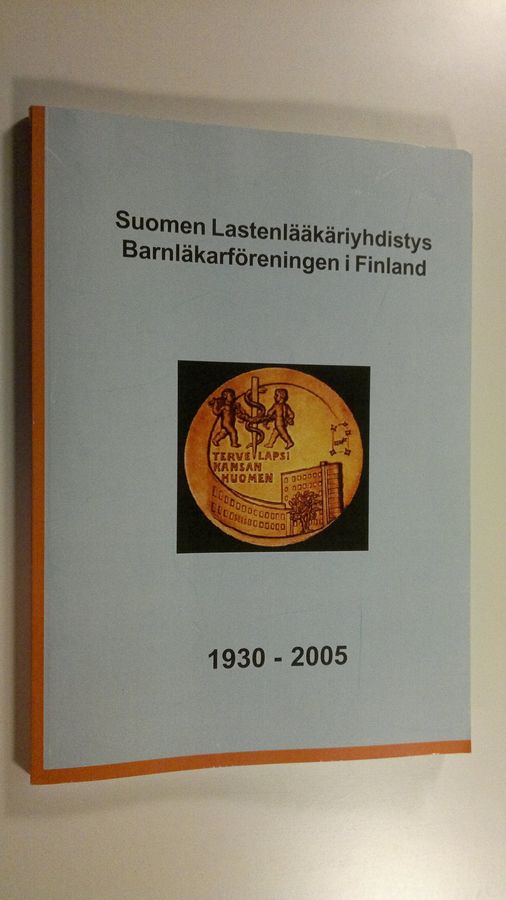 Suomen Lastenlääkäriyhdistys
Barnläkarföreningen i Finland
TERVE LAPSI
KANSAN
HUOMEN
1930 - 2005